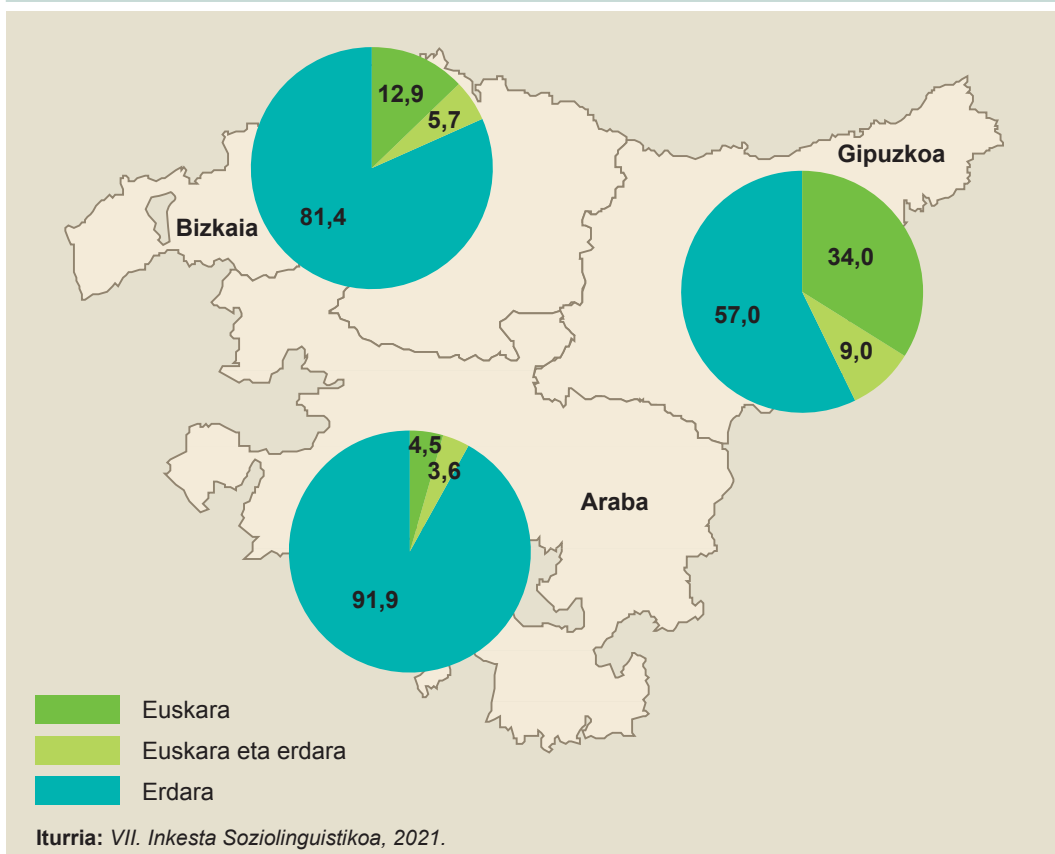 12,9
5,7
81,4
Bizkaia
Gipuzkoa
34,0
57,0
9,0
4,5
3,6
91,9
Araba
Euskara
Euskara eta erdara
Erdara
Iturria: VII. Inkesta Soziolinguistikoa, 2021.